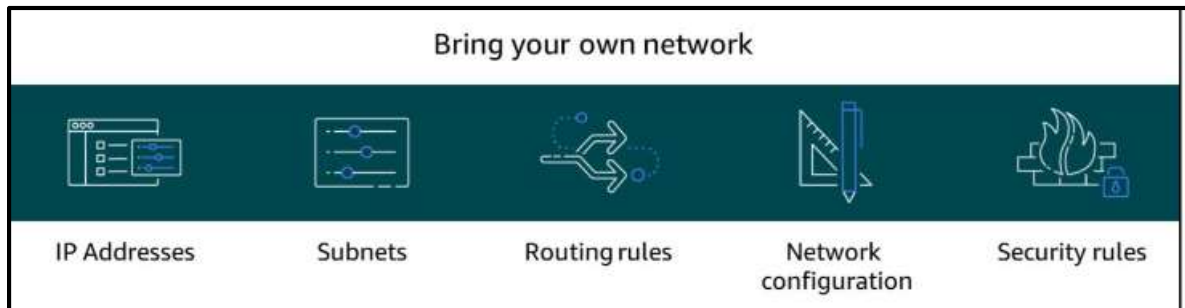 Bring your own network
IP Addresses
Subnets
Routing rules
Network
configuration
Security rules